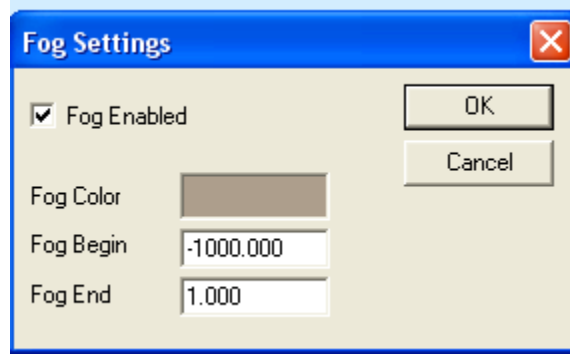 Fog Settings
Fog Enabled
OK
Cancel
Fog Color
Fog Begin -1000.000
Fog End 1.000